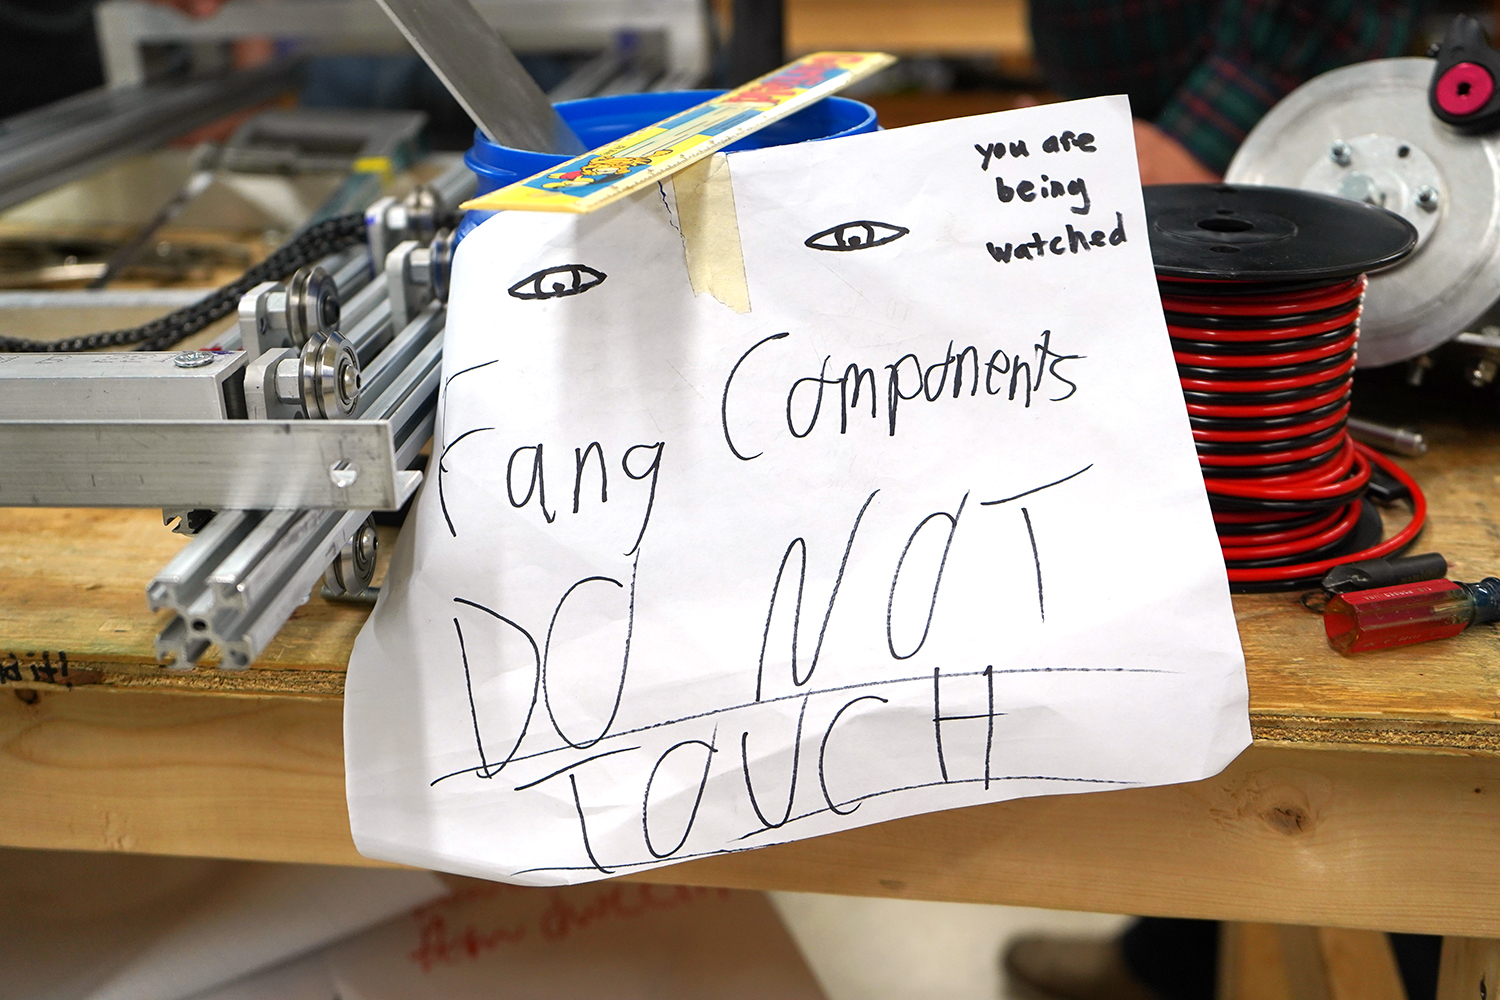 you are
being
watched
Fang Components
DO NOT
TOUCH